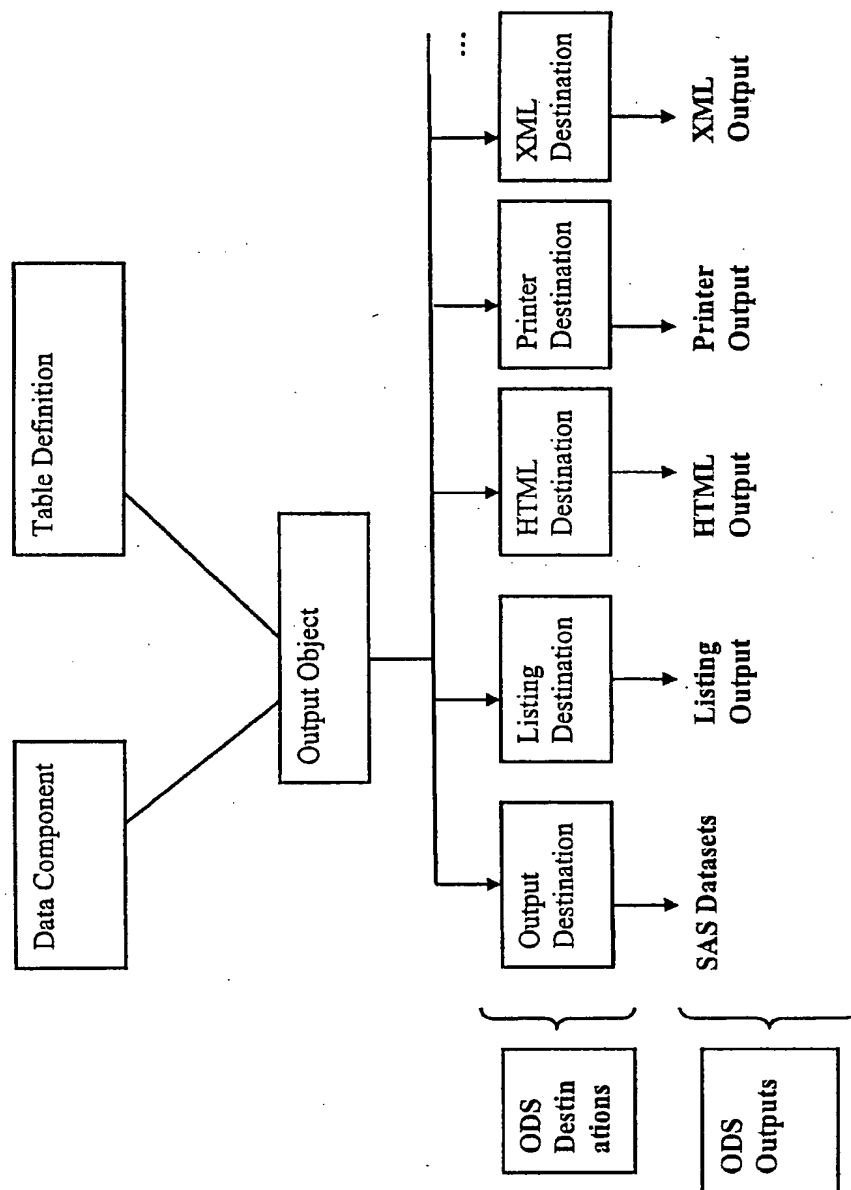 Data Component
Table Definition
Output Object
...
ODS
Destin
ations
Output
Destination
Listing
Destination
HTML
Destination
Printer
Destination
XML
Destination
ODS
Outputs
SAS Datasets
Listing
Output
HTML
Output
Printer
Output
XML
Output